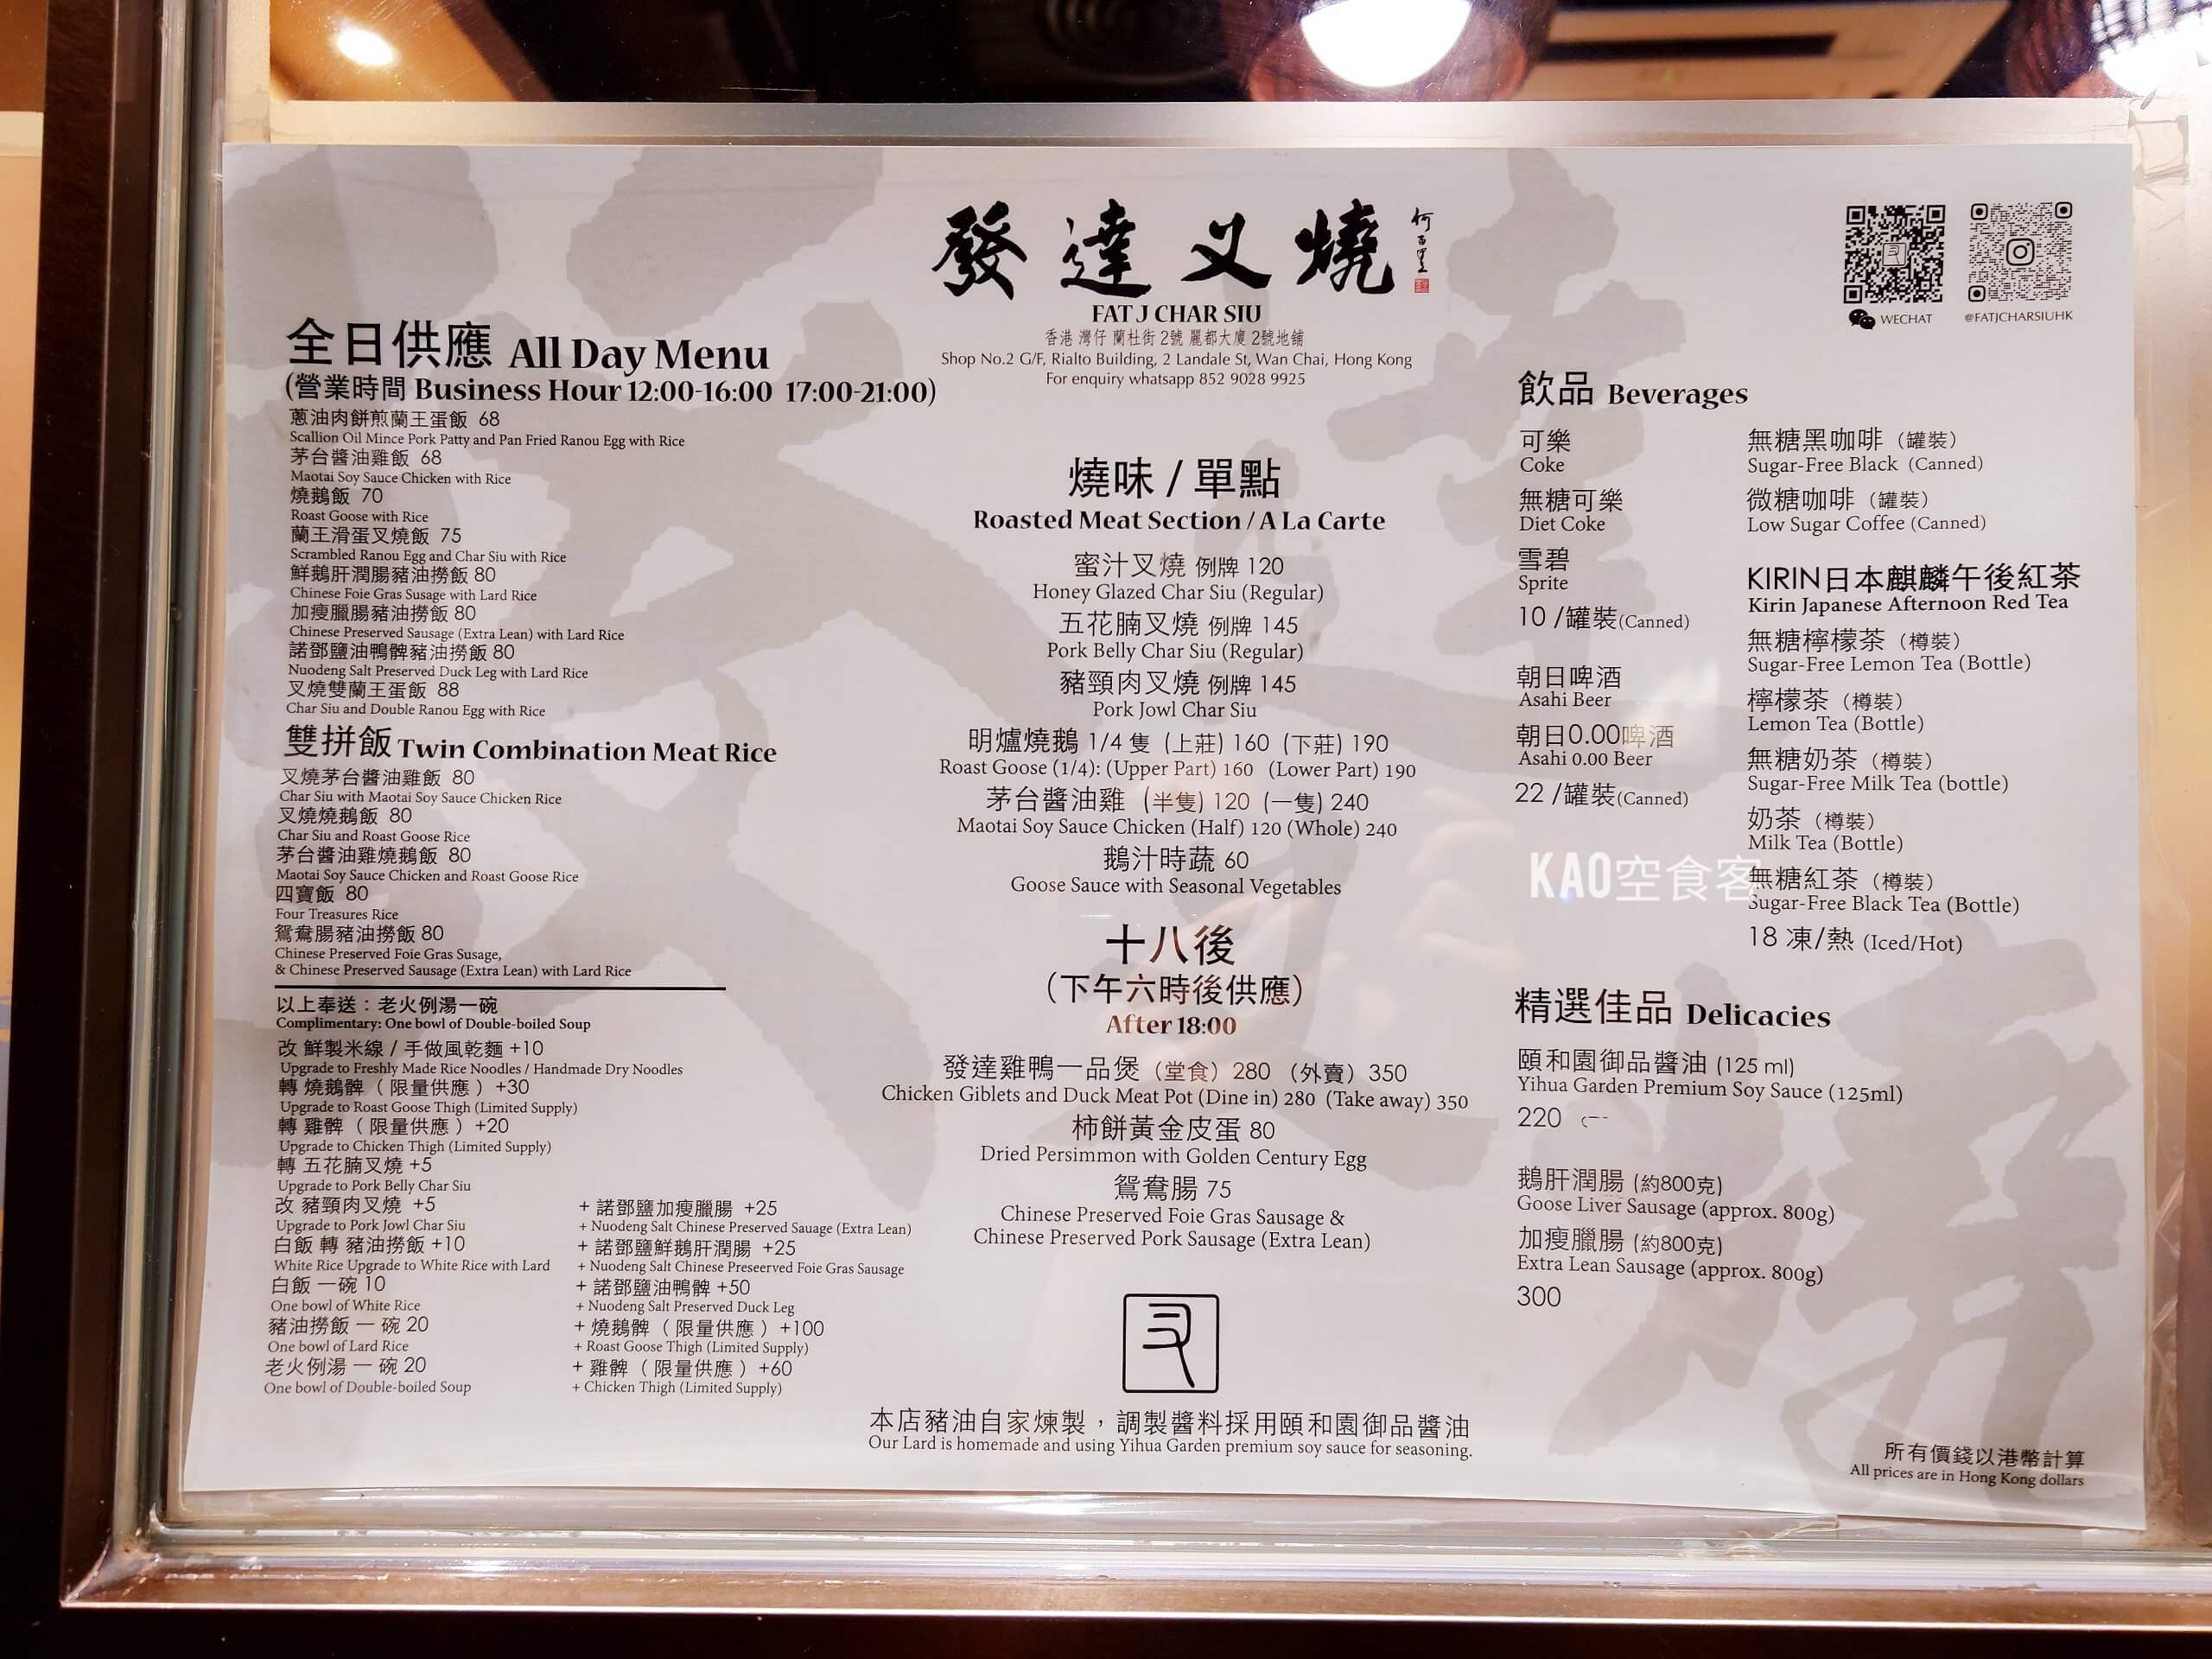 發達叉燒
何百里
FAT J CHAR SIU
香港 灣仔 蘭杜街 2號 麗都大廈 2號地舖
Shop No.2 G/F, Rialto Building, 2 Landale St, Wan Chai, Hong Kong
For enquiry whatsapp 852 9028 9925
WECHAT
@FATJCHARSIUHK
全日供應 All Day Menu
(營業時間 Business Hour 12:00-16:00 17:00-21:00)
蔥油肉餅煎蘭王蛋飯 68
Scallion Oil Mince Pork Patty and Pan Fried Ranou Egg with Rice
茅台醬油雞飯 68
Maotai Soy Sauce Chicken with Rice
燒鵝飯 70
Roast Goose with Rice
蘭王滑蛋叉燒飯 75
Scrambled Ranou Egg and Char Siu with Rice
鮮鵝肝潤腸豬油撈飯 80
Chinese Foie Gras Susage with Lard Rice
加瘦臘腸豬油撈飯 80
Chinese Preserved Sausage (Extra Lean) with Lard Rice
諾鄧鹽油鴨髀豬油撈飯 80
Nuodeng Salt Preserved Duck Leg with Lard Rice
叉燒雙蘭王蛋飯 88
Char Siu and Double Ranou Egg with Rice
雙拼飯 Twin Combination Meat Rice
叉燒茅台醬油雞飯 80
Char Siu with Maotai Soy Sauce Chicken Rice
叉燒燒鵝飯 80
Char Siu and Roast Goose Rice
茅台醬油雞燒鵝飯 80
Maotai Soy Sauce Chicken and Roast Goose Rice
四寶飯 80
Four Treasures Rice
鴛鴦腸豬油撈飯 80
Chinese Preserved Foie Gras Susage,
& Chinese Preserved Sausage (Extra Lean) with Lard Rice
以上奉送：老火例湯一碗
Complimentary: One bowl of Double-boiled Soup
改 鮮製米線 / 手做風乾麵 +10
Upgrade to Freshly Made Rice Noodles / Handmade Dry Noodles
轉 燒鵝髀（限量供應）+30
Upgrade to Roast Goose Thigh (Limited Supply)
轉 雞髀（限量供應）+20
Upgrade to Chicken Thigh (Limited Supply)
轉 五花腩叉燒 +5
Upgrade to Pork Belly Char Siu
改 豬頸肉叉燒 +5
Upgrade to Pork Jowl Char Siu
白飯 轉 豬油撈飯 +10
White Rice Upgrade to White Rice with Lard
白飯 一碗 10
One bowl of White Rice
豬油撈飯 一 碗 20
One bowl of Lard Rice
老火例湯 一 碗 20
One bowl of Double-boiled Soup
+ 諾鄧鹽加瘦臘腸 +25
+ Nuodeng Salt Chinese Preserved Sauage (Extra Lean)
+ 諾鄧鹽鮮鵝肝潤腸 +25
+ Nuodeng Salt Chinese Preseerved Foie Gras Sausage
+ 諾鄧鹽油鴨髀 +50
+ Nuodeng Salt Preserved Duck Leg
+ 燒鵝髀（限量供應）+100
+ Roast Goose Thigh (Limited Supply)
+ 雞髀（限量供應）+60
+ Chicken Thigh (Limited Supply)
燒味 / 單點
Roasted Meat Section / A La Carte
蜜汁叉燒 例牌 120
Honey Glazed Char Siu (Regular)
五花腩叉燒 例牌 145
Pork Belly Char Siu (Regular)
豬頸肉叉燒 例牌 145
Pork Jowl Char Siu
明爐燒鵝 1/4 隻 (上莊) 160 (下莊) 190
Roast Goose (1/4): (Upper Part) 160 (Lower Part) 190
茅台醬油雞 (半隻) 120 (一隻) 240
Maotai Soy Sauce Chicken (Half) 120 (Whole) 240
鵝汁時蔬 60
Goose Sauce with Seasonal Vegetables
十八後
(下午六時後供應)
After 18:00
發達雞鴨一品煲（堂食）280（外賣）350
Chicken Giblets and Duck Meat Pot (Dine in) 280 (Take away) 350
柿餅黃金皮蛋 80
Dried Persimmon with Golden Century Egg
鴛鴦腸 75
Chinese Preserved Foie Gras Sausage &
Chinese Preserved Pork Sausage (Extra Lean)
本店豬油自家煉製，調製醬料採用頤和園御品醬油
Our Lard is homemade and using Yihua Garden premium soy sauce for seasoning.
飲品 Beverages
可樂
Coke
無糖可樂
Diet Coke
雪碧
Sprite
10 /罐裝(Canned)
朝日啤酒
Asahi Beer
朝日0.00啤酒
Asahi 0.00 Beer
22 /罐裝(Canned)
無糖黑咖啡（罐裝）
Sugar-Free Black (Canned)
微糖咖啡（罐裝）
Low Sugar Coffee (Canned)
KIRIN日本麒麟午後紅茶
Kirin Japanese Afternoon Red Tea
無糖檸檬茶（樽裝）
Sugar-Free Lemon Tea (Bottle)
檸檬茶（樽裝）
Lemon Tea (Bottle)
無糖奶茶（樽裝）
Sugar-Free Milk Tea (bottle)
奶茶（樽裝）
Milk Tea (Bottle)
無糖紅茶（樽裝）
Sugar-Free Black Tea (Bottle)
18 凍/熱 (Iced/Hot)
KAO空食客
精選佳品 Delicacies
頤和園御品醬油 (125 ml)
Yihua Garden Premium Soy Sauce (125ml)
220
鵝肝潤腸 (約800克)
Goose Liver Sausage (approx. 800g)
加瘦臘腸 (約800克)
Extra Lean Sausage (approx. 800g)
300
所有價錢以港幣計算
All prices are in Hong Kong dollars